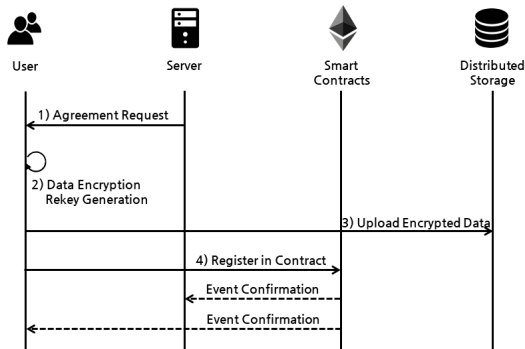 User
Server
Smart
Contracts
Distributed
Storage
1) Agreement Request
2) Data Encryption
Rekey Generation
3) Upload Encrypted Data
4) Register in Contract
Event Confirmation
Event Confirmation